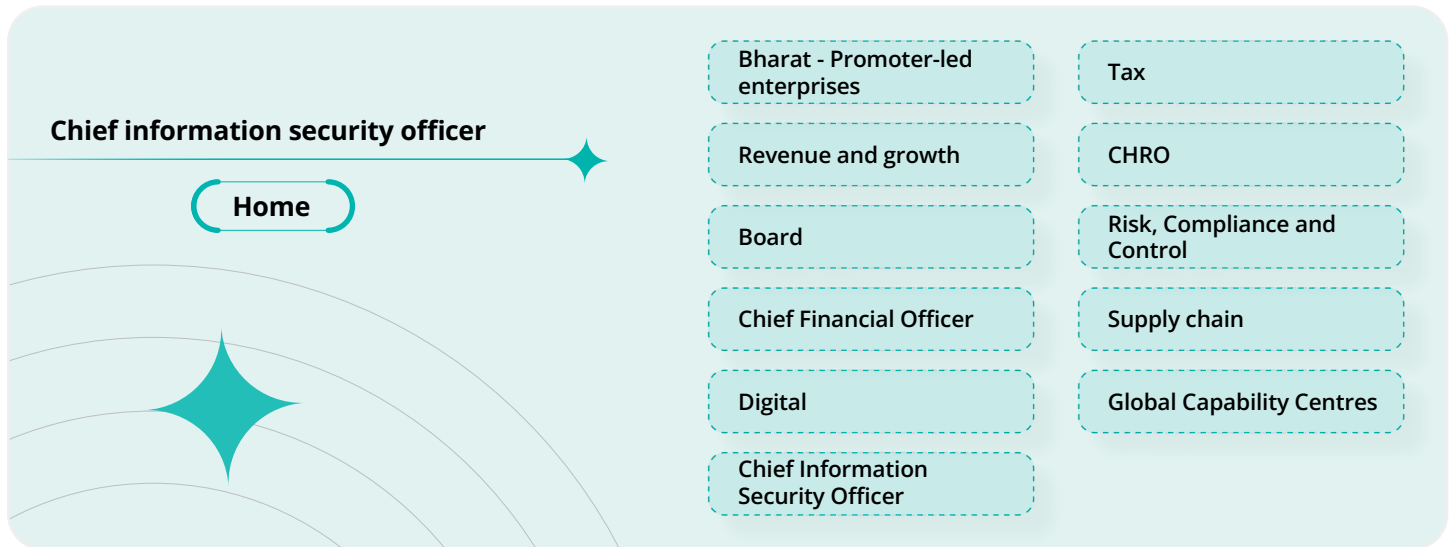 Chief information security officer
Home
Bharat - Promoter-led
enterprises
Revenue and growth
Board
Chief Financial Officer
Digital
Chief Information
Security Officer
Tax
CHRO
Risk, Compliance and
Control
Supply chain
Global Capability Centres